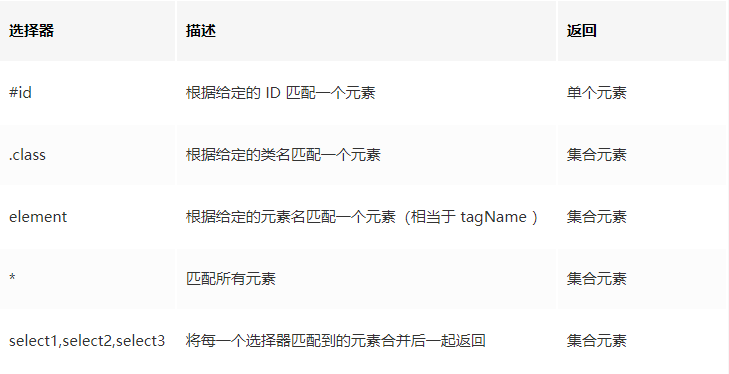 选择器 描述 返回
#id 根据给定的 ID 匹配一个元素 单个元素
.class 根据给定的类名匹配一个元素 集合元素
element 根据给定的元素名匹配一个元素（相当于 tagName ） 集合元素
* 匹配所有元素 集合元素
select1,select2,select3 将每一个选择器匹配到的元素合并后一起返回 集合元素